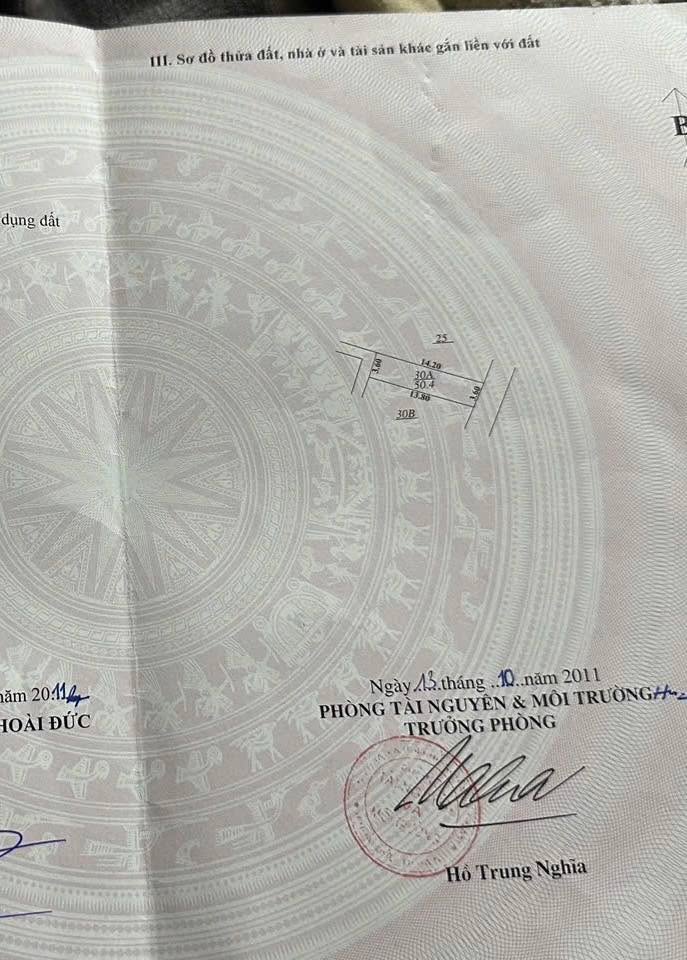 III. Sơ đồ thửa đất, nhà ở và tài sản khác gắn liền với đất
B
dụng đất
25
14.20
3.60
30A
50.4
3.60
13.80
30B
Ngày 13 tháng ..10..năm 2011
năm 2011
PHÒNG TÀI NGUYÊN & MÔI TRƯỜNG
HOÀI ĐỨC
TRƯỞNG PHÒNG
Hồ Trung Nghĩa